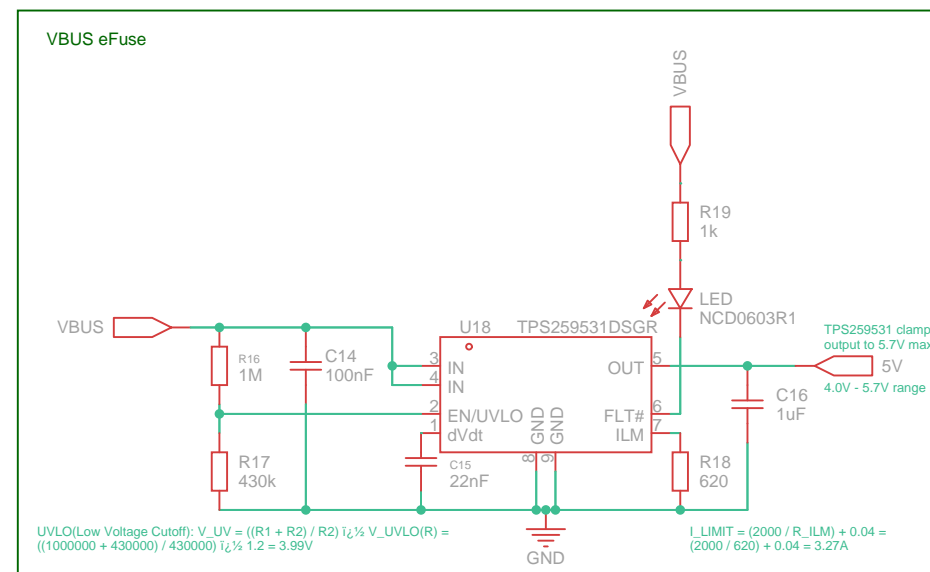 VBUS eFuse
VBUS
R19
1k
LED
NCD0603R1
VBUS
R16
1M
C14
100nF
U18 TPS259531DSGR
3 IN
4 IN
2 EN/UVLO
1 dVdt
GND 8
GND 9
OUT 5
FLT# 6
ILM 7
TPS259531 clamp
output to 5.7V max
5V
4.0V - 5.7V range
C16
1uF
R17
430k
C15
22nF
R18
620
UVLO(Low Voltage Cutoff): V_UV = ((R1 + R2) / R2) ï¿½ V_UVLO(R) =
((1000000 + 430000) / 430000) ï¿½ 1.2 = 3.99V
GND
I_LIMIT = (2000 / R_ILM) + 0.04 =
(2000 / 620) + 0.04 = 3.27A